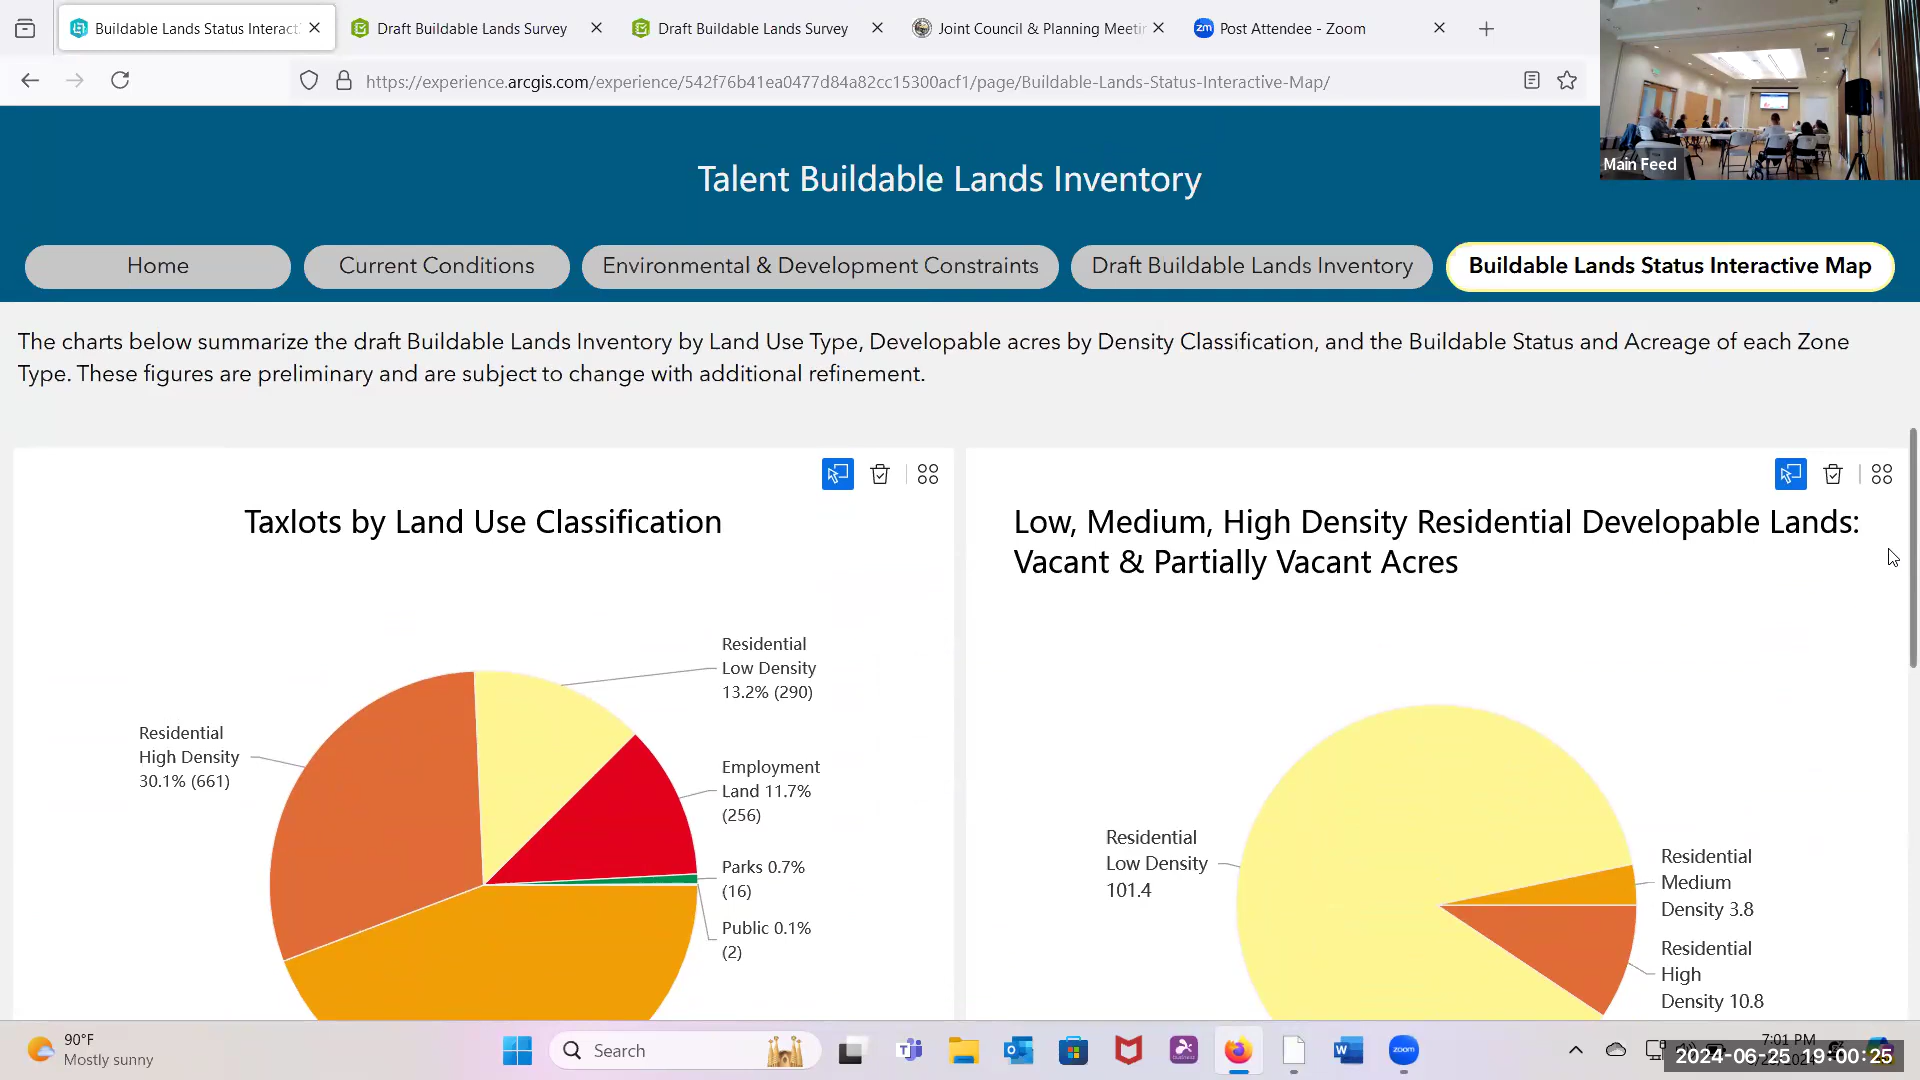 Buildable Lands Status Interact
Draft Buildable Lands Survey
Draft Buildable Lands Survey
Joint Council & Planning Meetin
zm Post Attendee - Zoom
https://experience.arcgis.com/experience/542f76b41ea0477d84a82cc15300acf1/page/Buildable-Lands-Status-Interactive-Map/
Main Feed
Talent Buildable Lands Inventory
Home
Current Conditions
Environmental & Development Constraints
Draft Buildable Lands Inventory
Buildable Lands Status Interactive Map
The charts below summarize the draft Buildable Lands Inventory by Land Use Type, Developable acres by Density Classification, and the Buildable Status and Acreage of each Zone
Type. These figures are preliminary and are subject to change with additional refinement.
Taxlots by Land Use Classification
Residential
Low Density
13.2% (290)
Residential
High Density
30.1% (661)
Employment
Land 11.7%
(256)
Parks 0.7%
(16)
Public 0.1%
(2)
Low, Medium, High Density Residential Developable Lands:
Vacant & Partially Vacant Acres
Residential
Low Density
101.4
Residential
Medium
Density 3.8
Residential
High
Density 10.8
90°F
Mostly sunny
Search
zoom
7:01 PM
2024-06-25 19:00:25